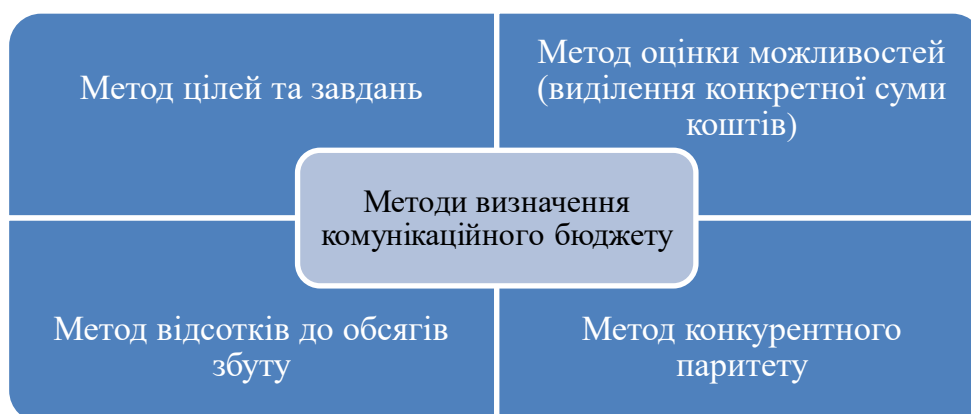 Метод цілей та завдань
Метод оцінки можливостей
(виділення конкретної суми
коштів)
Методи визначення
комунікаційного бюджету
Метод відсотків до обсягів
збуту
Метод конкурентного
паритету